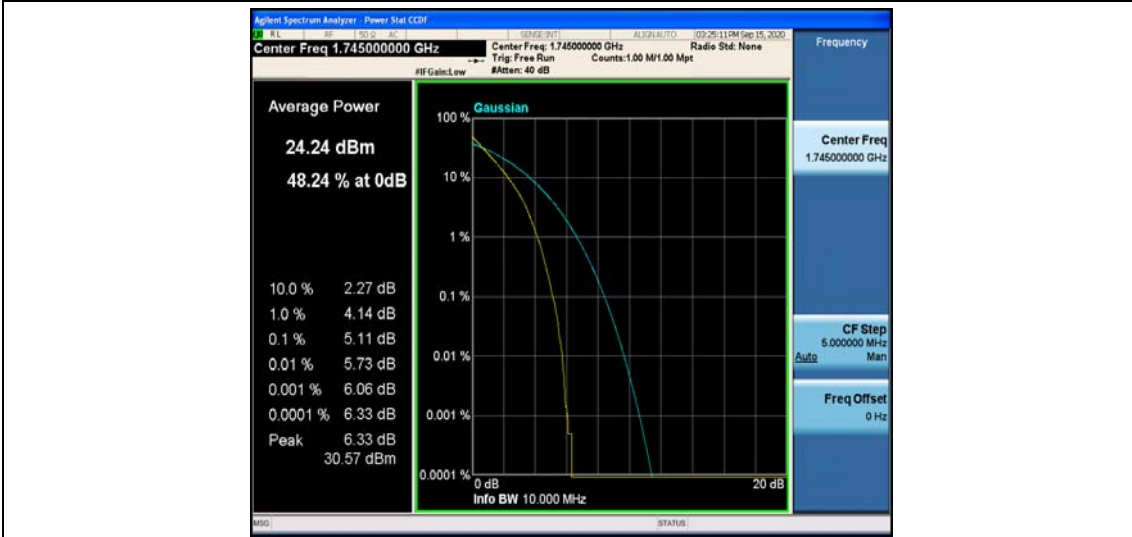 Agilent Spectrum Analyzer - Power Stat CCDF
RL RF 50 Ω AC SENSE:INT ALIGNAUTO 03:25:11 PM Sep 15, 2020
Center Freq 1.745000000 GHz
Center Freq: 1.745000000 GHz Radio Std: None
Trig: Free Run Counts:1.00 M/1.00 Mpt
#IFGain:Low #Atten: 40 dB
Frequency
Average Power
24.24 dBm
48.24 % at 0dB
10.0 % 2.27 dB
1.0 % 4.14 dB
0.1 % 5.11 dB
0.01 % 5.73 dB
0.001 % 6.06 dB
0.0001 % 6.33 dB
Peak 6.33 dB
30.57 dBm
Gaussian
100 %
10 %
1 %
0.1 %
0.01 %
0.001 %
0.0001 %
0 dB 20 dB
Info BW 10.000 MHz
Center Freq
1.745000000 GHz
CF Step
5.000000 MHz
Auto Man
Freq Offset
0 Hz
MSG STATUS